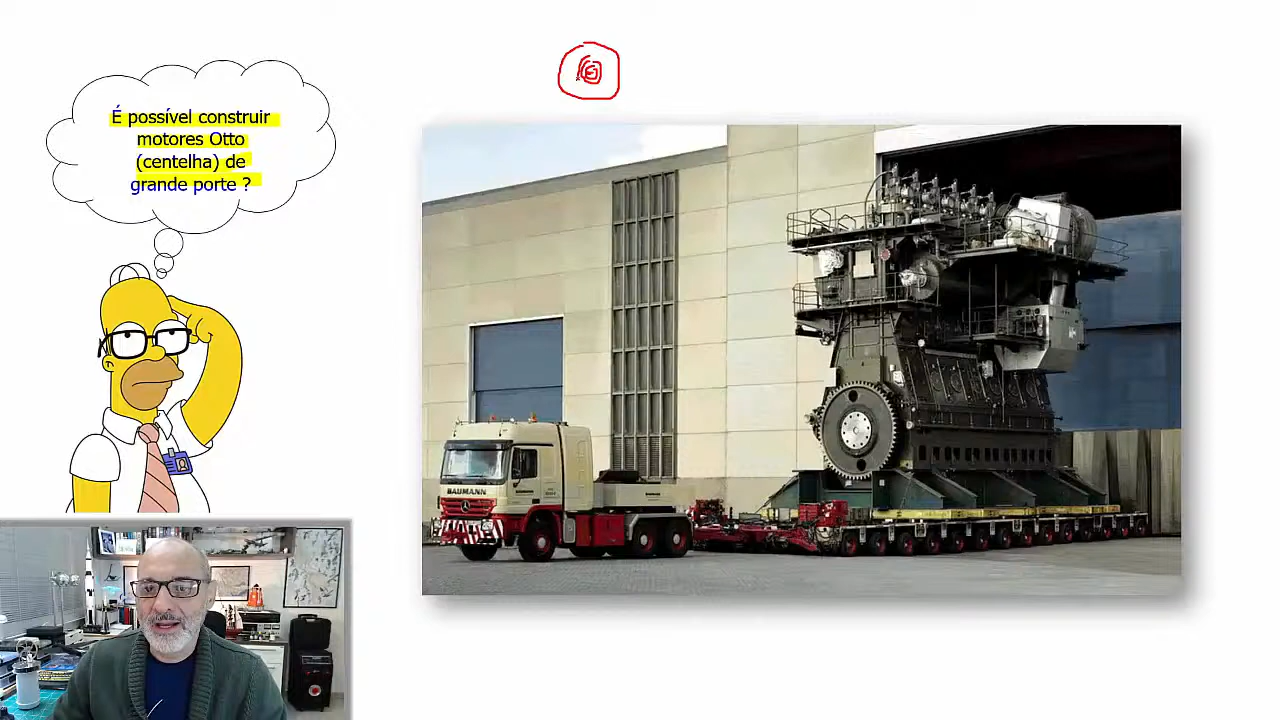 É possível construir
motores Otto
(centelha) de
grande porte ?
BAUMANN